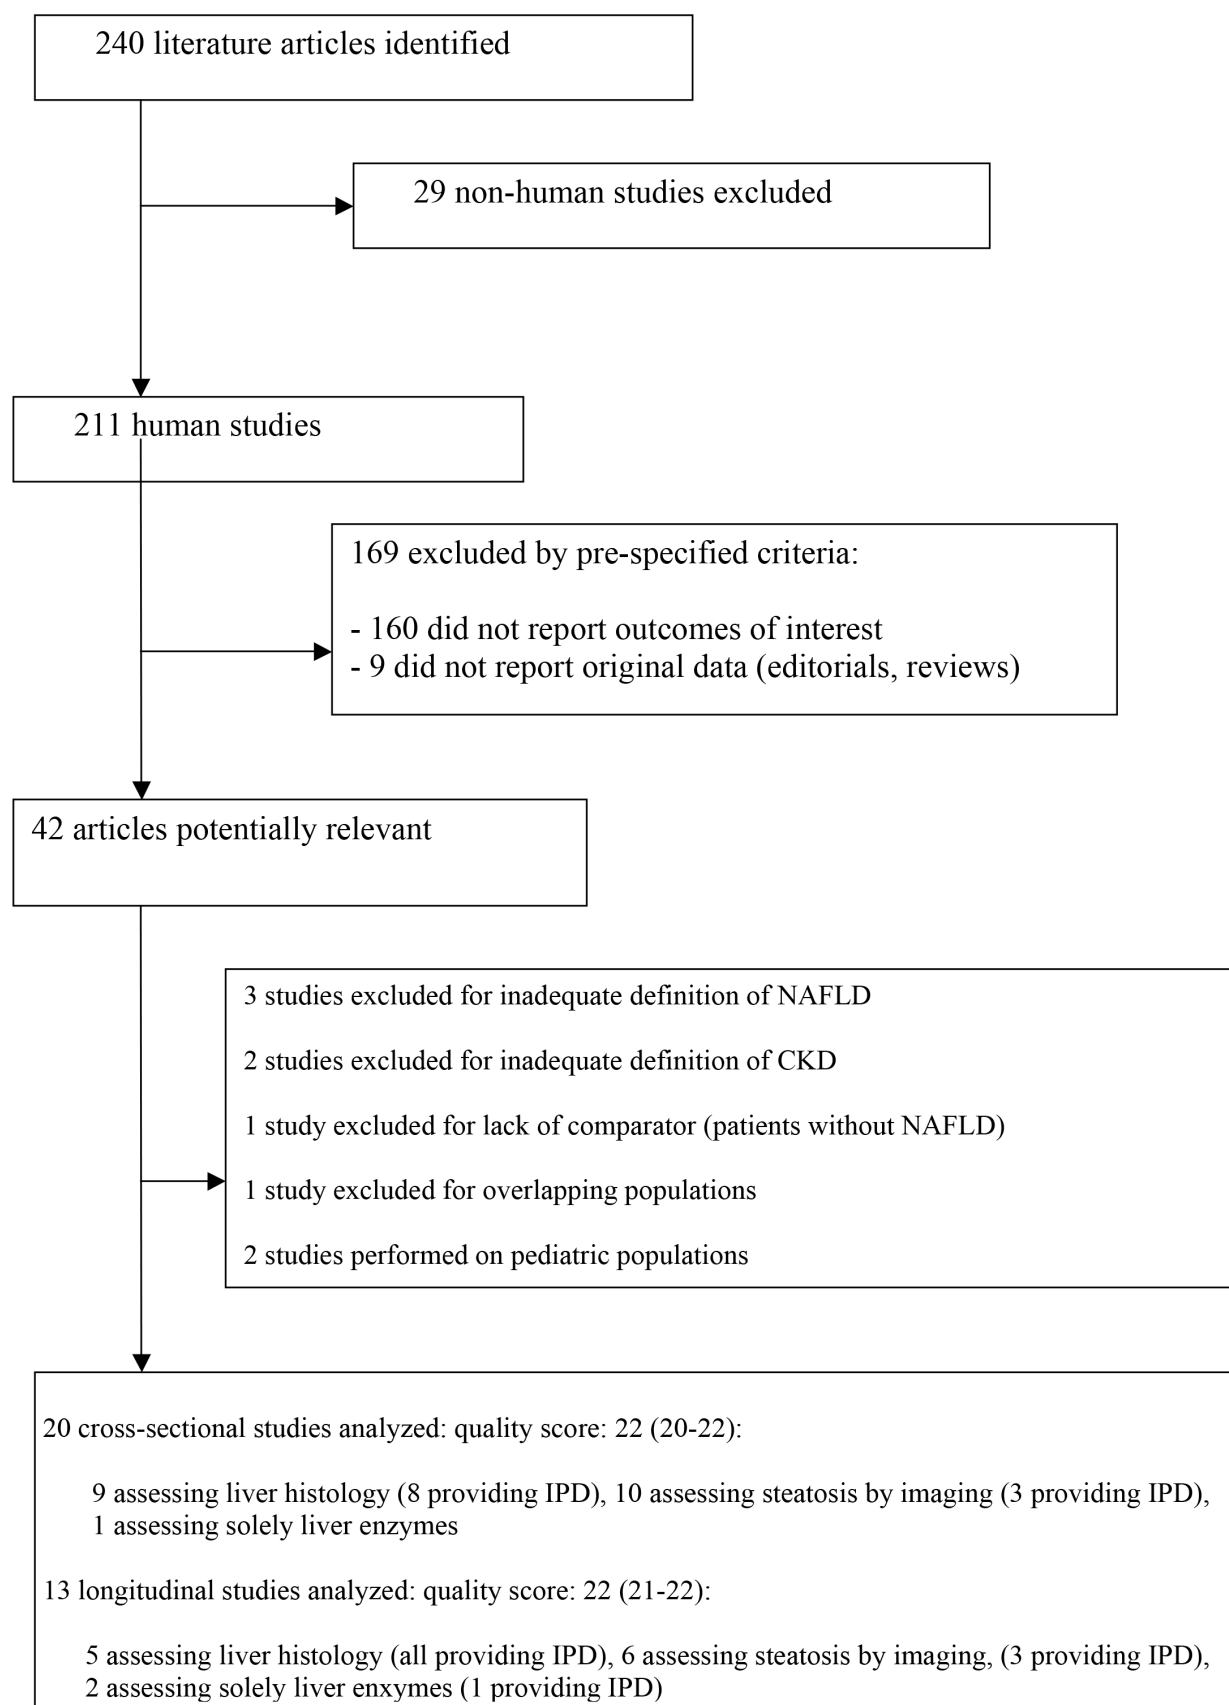 240 literature articles identified
29 non-human studies excluded
211 human studies
169 excluded by pre-specified criteria:
- 160 did not report outcomes of interest
- 9 did not report original data (editorials, reviews)
42 articles potentially relevant
3 studies excluded for inadequate definition of NAFLD
2 studies excluded for inadequate definition of CKD
1 study excluded for lack of comparator (patients without NAFLD)
1 study excluded for overlapping populations
2 studies performed on pediatric populations
20 cross-sectional studies analyzed: quality score: 22 (20-22):
9 assessing liver histology (8 providing IPD), 10 assessing steatosis by imaging (3 providing IPD),
1 assessing solely liver enzymes
13 longitudinal studies analyzed: quality score: 22 (21-22):
5 assessing liver histology (all providing IPD), 6 assessing steatosis by imaging, (3 providing IPD),
2 assessing solely liver enxymes (1 providing IPD)